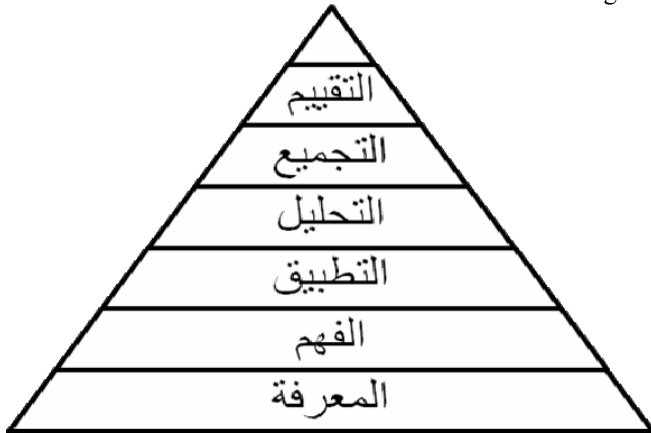 التقييم
التجميع
التحليل
التطبيق
الفهم
المعرفة